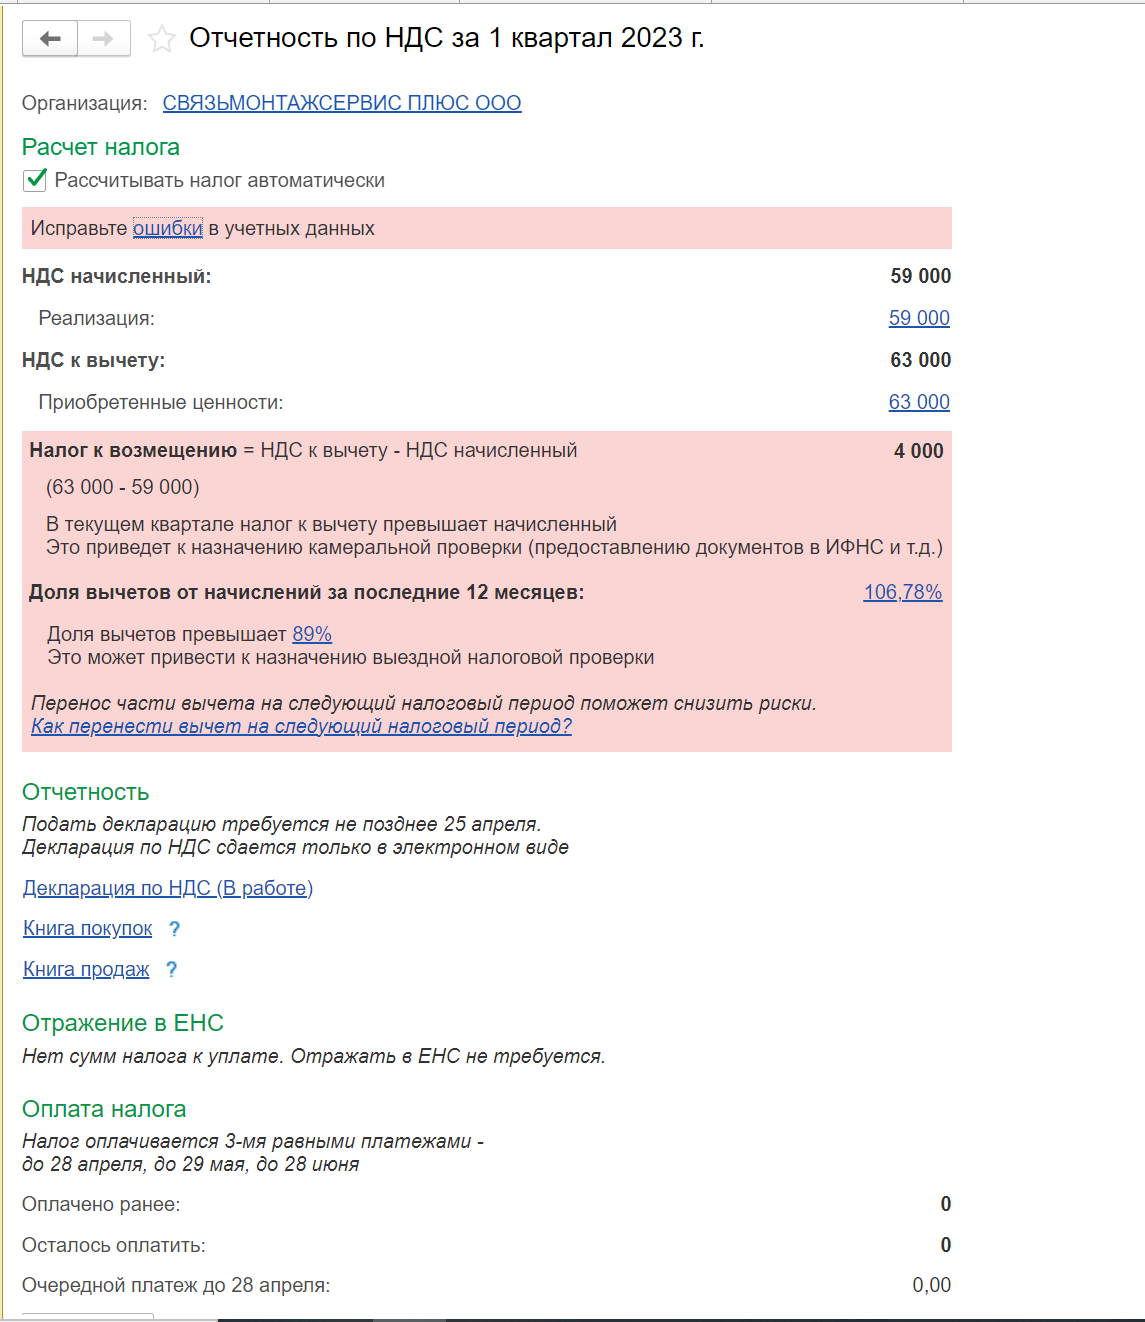 Отчетность по НДС за 1 квартал 2023 г.
Организация: СВЯЗЬМОНТАЖСЕРВИС ПЛЮС ООО
Расчет налога
Рассчитывать налог автоматически
Исправьте ошибки в учетных данных
НДС начисленный: 59 000
Реализация: 59 000
НДС к вычету: 63 000
Приобретенные ценности: 63 000
Налог к возмещению = НДС к вычету - НДС начисленный 4 000
(63 000 - 59 000)
В текущем квартале налог к вычету превышает начисленный
Это приведет к назначению камеральной проверки (предоставлению документов в ИФНС и т.д.)
Доля вычетов от начислений за последние 12 месяцев: 106,78%
Доля вычетов превышает 89%
Это может привести к назначению выездной налоговой проверки
Перенос части вычета на следующий налоговый период поможет снизить риски.
Как перенести вычет на следующий налоговый период?
Отчетность
Подать декларацию требуется не позднее 25 апреля.
Декларация по НДС сдается только в электронном виде
Декларация по НДС (В работе)
Книга покупок ?
Книга продаж ?
Отражение в ЕНС
Нет сумм налога к уплате. Отражать в ЕНС не требуется.
Оплата налога
Налог оплачивается 3-мя равными платежами -
до 28 апреля, до 29 мая, до 28 июня
Оплачено ранее: 0
Осталось оплатить: 0
Очередной платеж до 28 апреля: 0,00